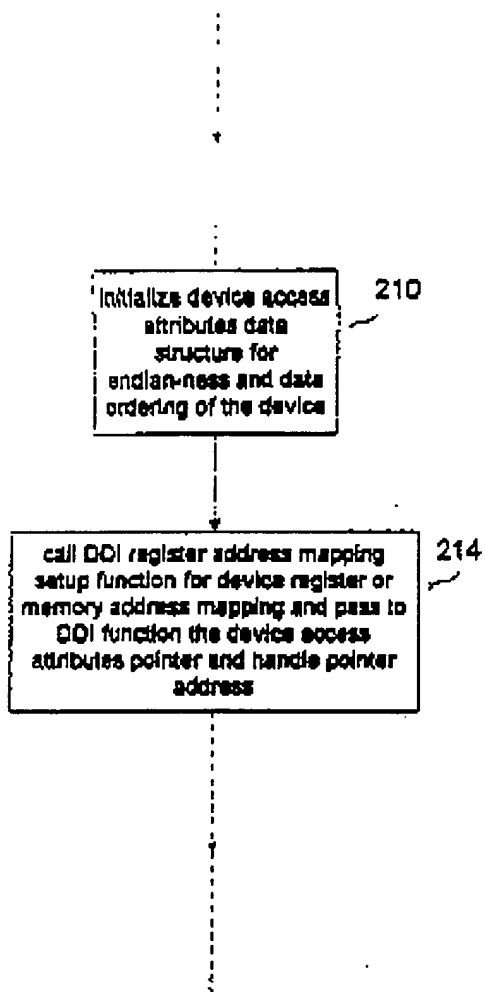 initialize device access
attributes data
structure for
endian-ness and data
ordering of the device
210
call DDI register address mapping
setup function for device register or
memory address mapping and pass to
DDI function the device access
attributes pointer and handle pointer
address
214